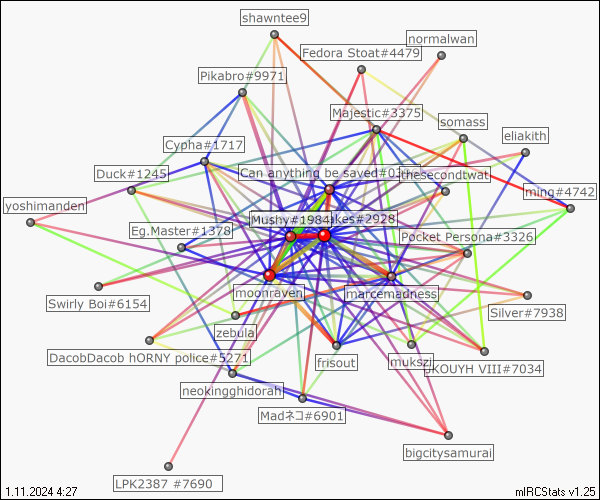 shawntee9
normalwan
Fedora Stoat#4479
Pikabro#9971
Majestic#3375
somass
eliakith
Cypha#1717
Can anything be saved#0
thesecondtwat
Duck#1245
ming#4742
yoshimanden
Mushy#1984
akes#2928
Eg.Master#1378
Pocket Persona#3326
moonraven
marcemadness
Swirly Boi#6154
Silver#7938
zebula
DacobDacob hORNY police#5271
frisout
mukszi
KOUYH VIII#7034
neokingghidorah
Madネコ#6901
bigcitysamurai
LPK2387 #7690
1.11.2024 4:27
mIRCStats v1.25